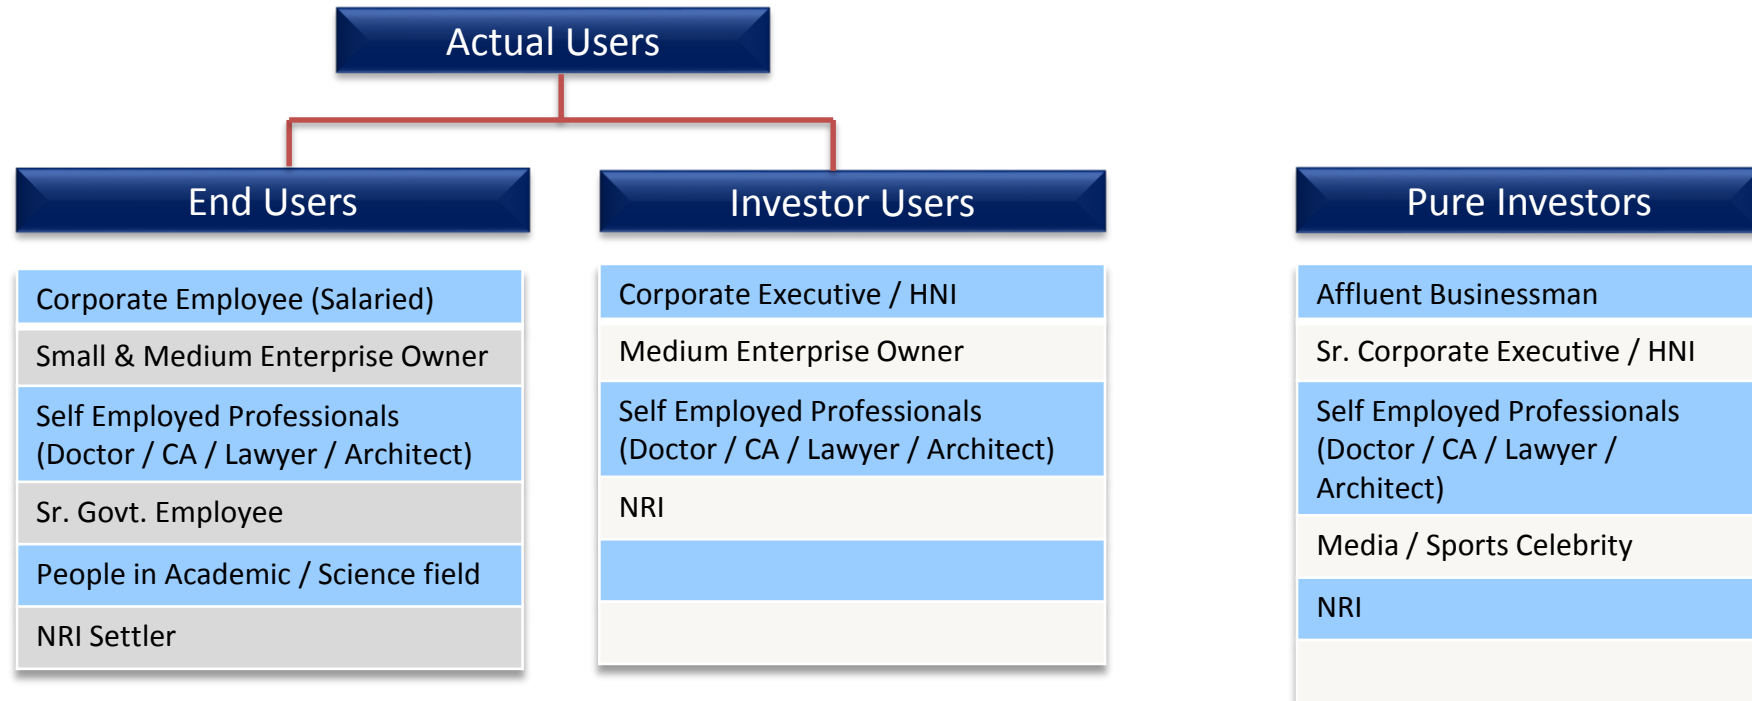 Actual Users
End Users
Corporate Employee (Salaried)
Small & Medium Enterprise Owner
Self Employed Professionals
(Doctor / CA / Lawyer / Architect)
Sr. Govt. Employee
People in Academic / Science field
NRI Settler
Investor Users
Corporate Executive / HNI
Medium Enterprise Owner
Self Employed Professionals
(Doctor / CA / Lawyer / Architect)
NRI
Pure Investors
Affluent Businessman
Sr. Corporate Executive / HNI
Self Employed Professionals
(Doctor / CA / Lawyer /
Architect)
Media / Sports Celebrity
NRI